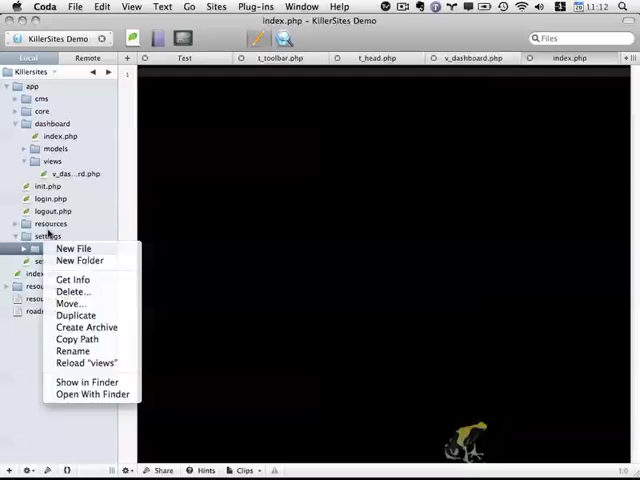 Coda File Edit View Text Go Sites Plug-ins Window Help 11:12
index.php – KillerSites Demo
KillerSites Demo
Files
Local Remote + Test t_toolbar.php t_head.php v_dashboard.php index.php
Killersites
1
app
cms
core
dashboard
index.php
models
views
v_das...rd.php
init.php
login.php
logout.php
resources
settings
New File
New Folder
Get Info
Delete...
Move...
Duplicate
Create Archive
Copy Path
Rename
Reload "views"
Show in Finder
Open With Finder
Share Hints Clips